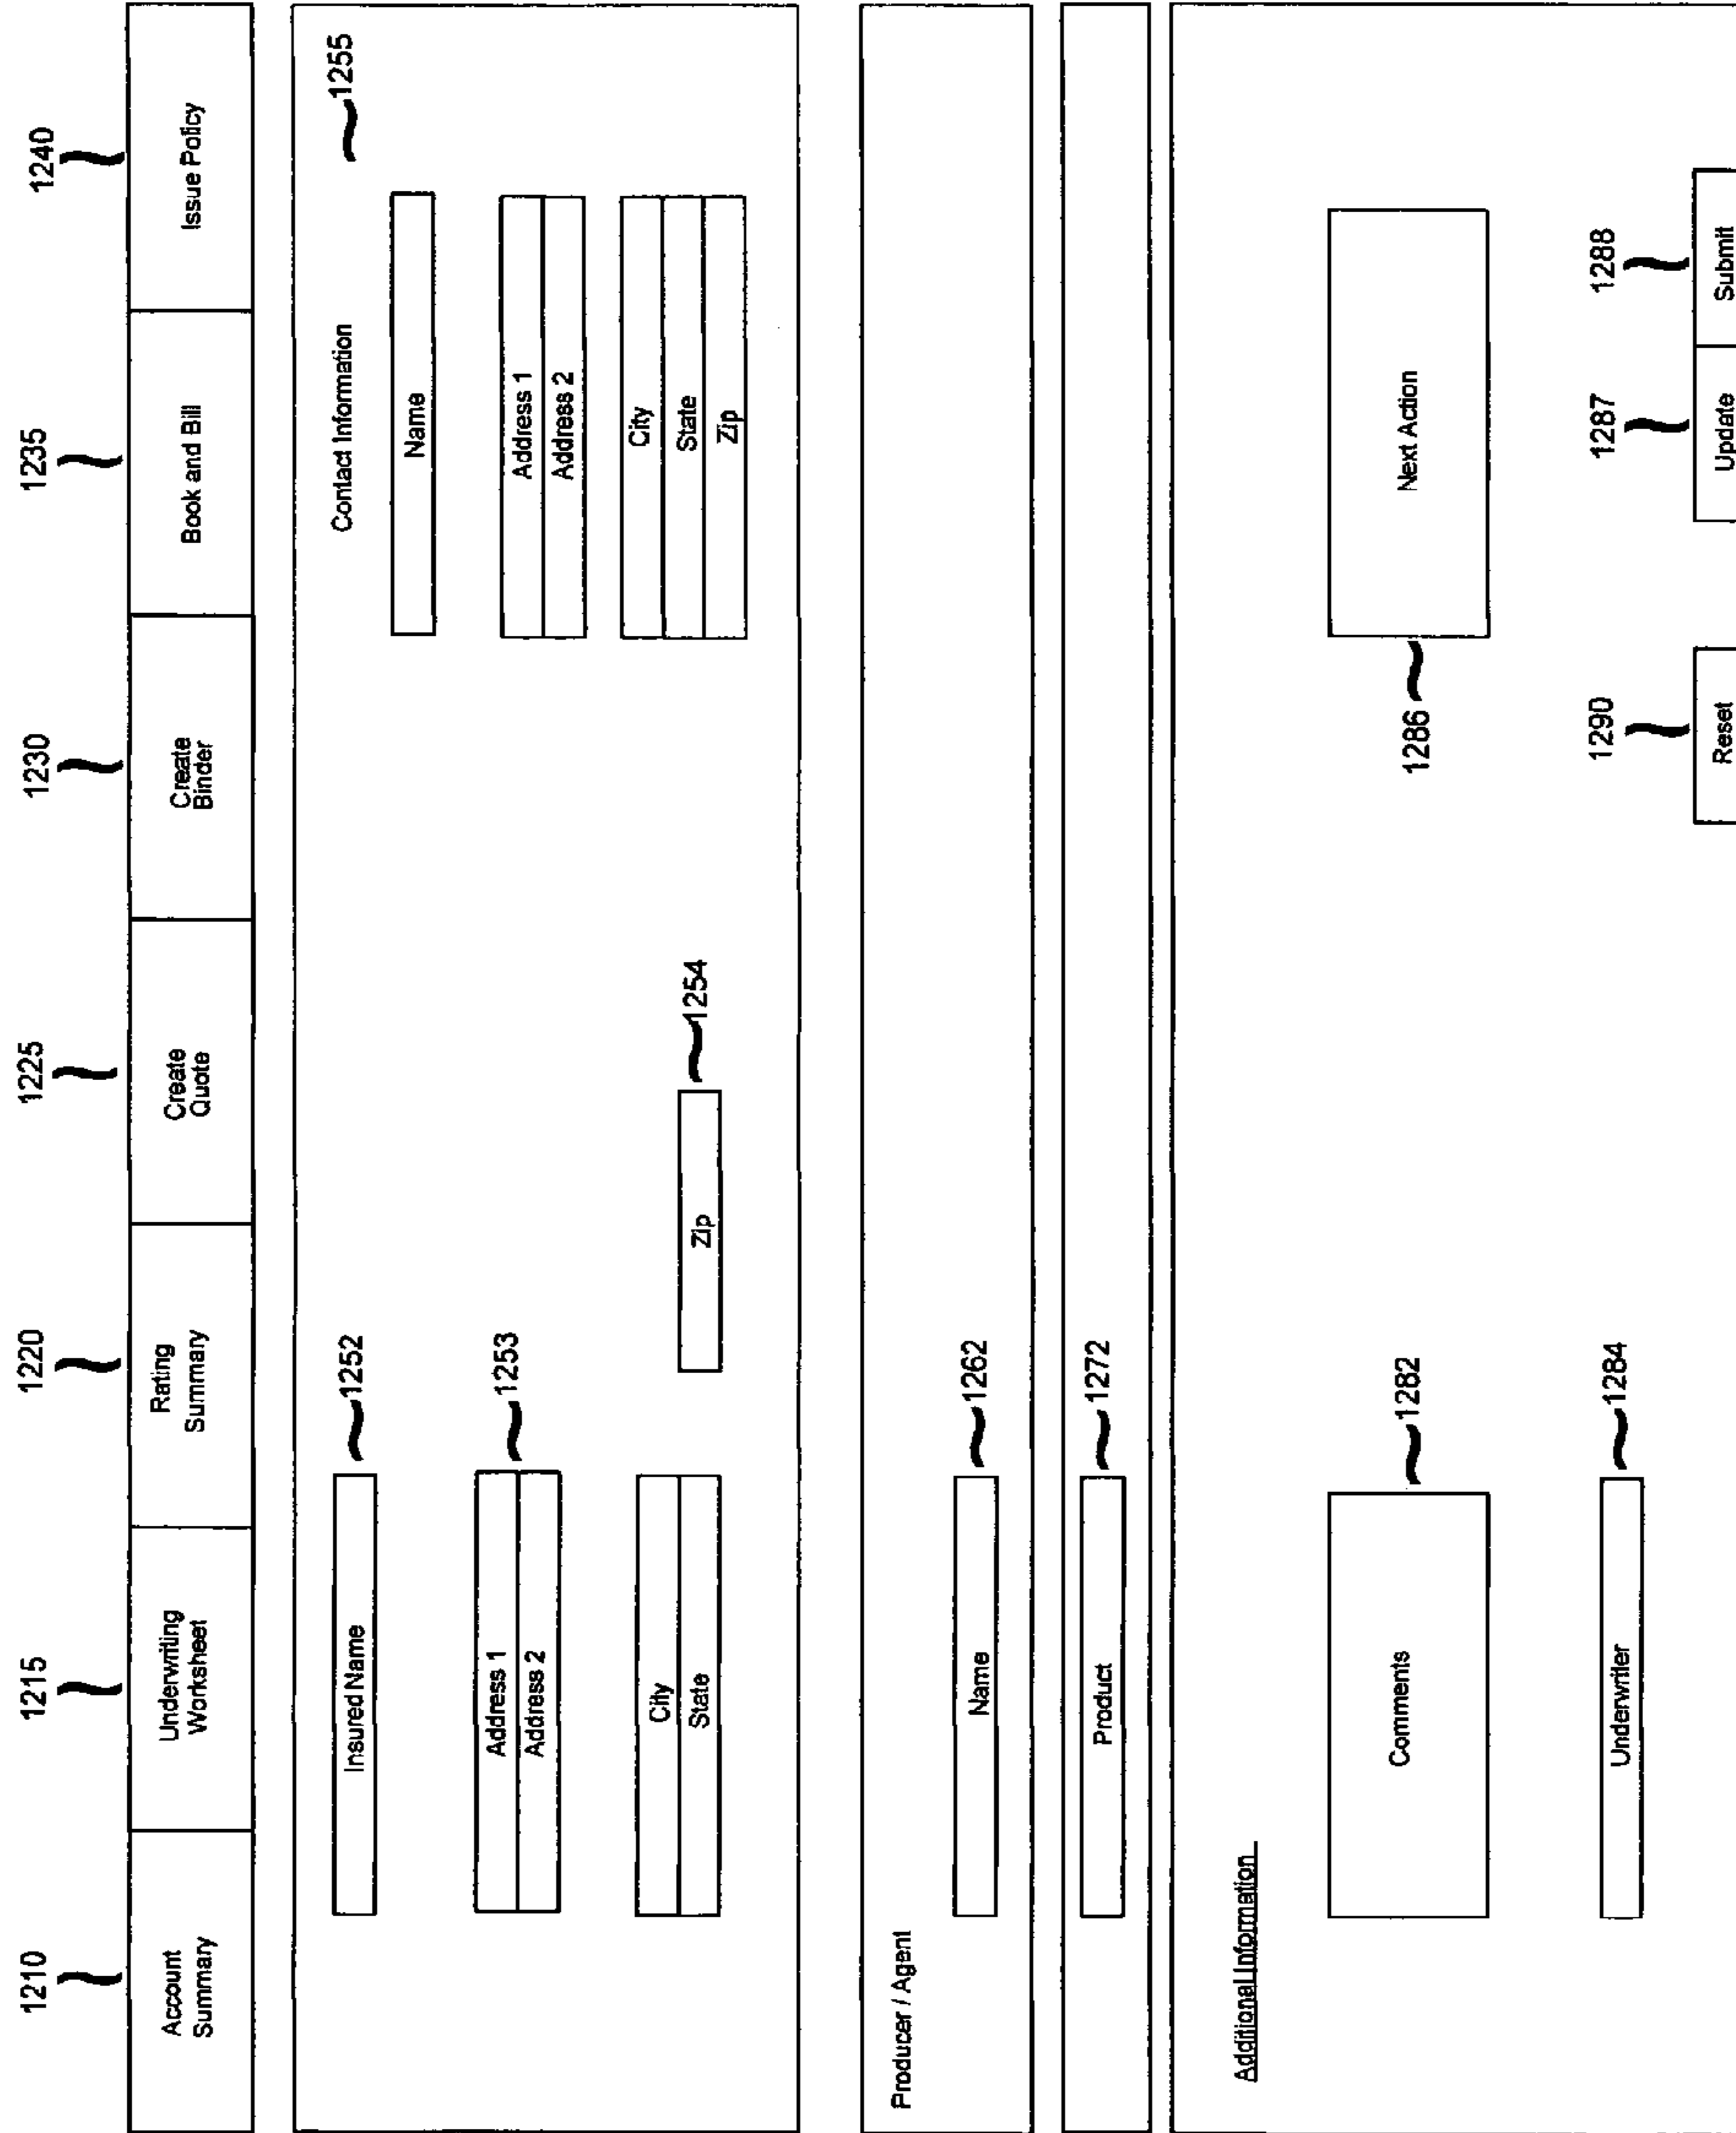 1210 1215 1220 1225 1230 1235 1240
Account
Summary
Underwriting
Worksheet
Rating
Summary
Create
Quote
Create
Binder
Book and Bill
Issue Policy
Insured Name
1252
Contact Information
1255
Name
Address 1
Address 2
1253
Address 1
Address 2
City
State
Zip
1254
City
State
Zip
Producer / Agent
Name
1262
Product
1272
Additional Information
Comments
1282
1286
Next Action
Underwriter
1284
1290 1287 1288
Reset Update Submit